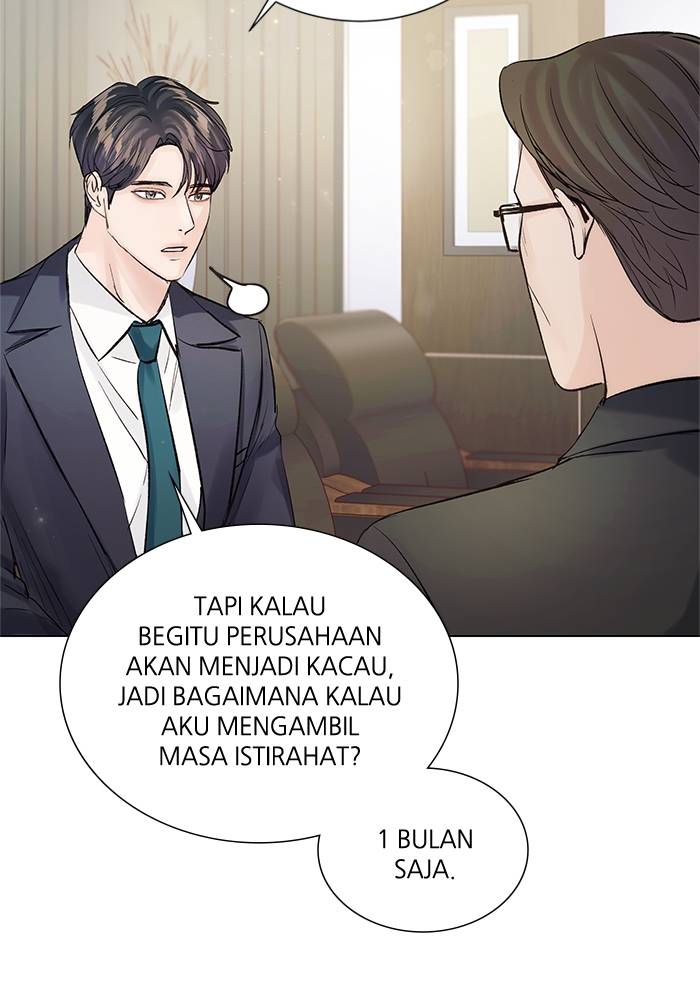 TAPI KALAU
BEGITU PERUSAHAAN
AKAN MENJADI KACAU,
JADI BAGAIMANA KALAU
AKU MENGAMBIL
MASA ISTIRAHAT?
1 BULAN
SAJA.